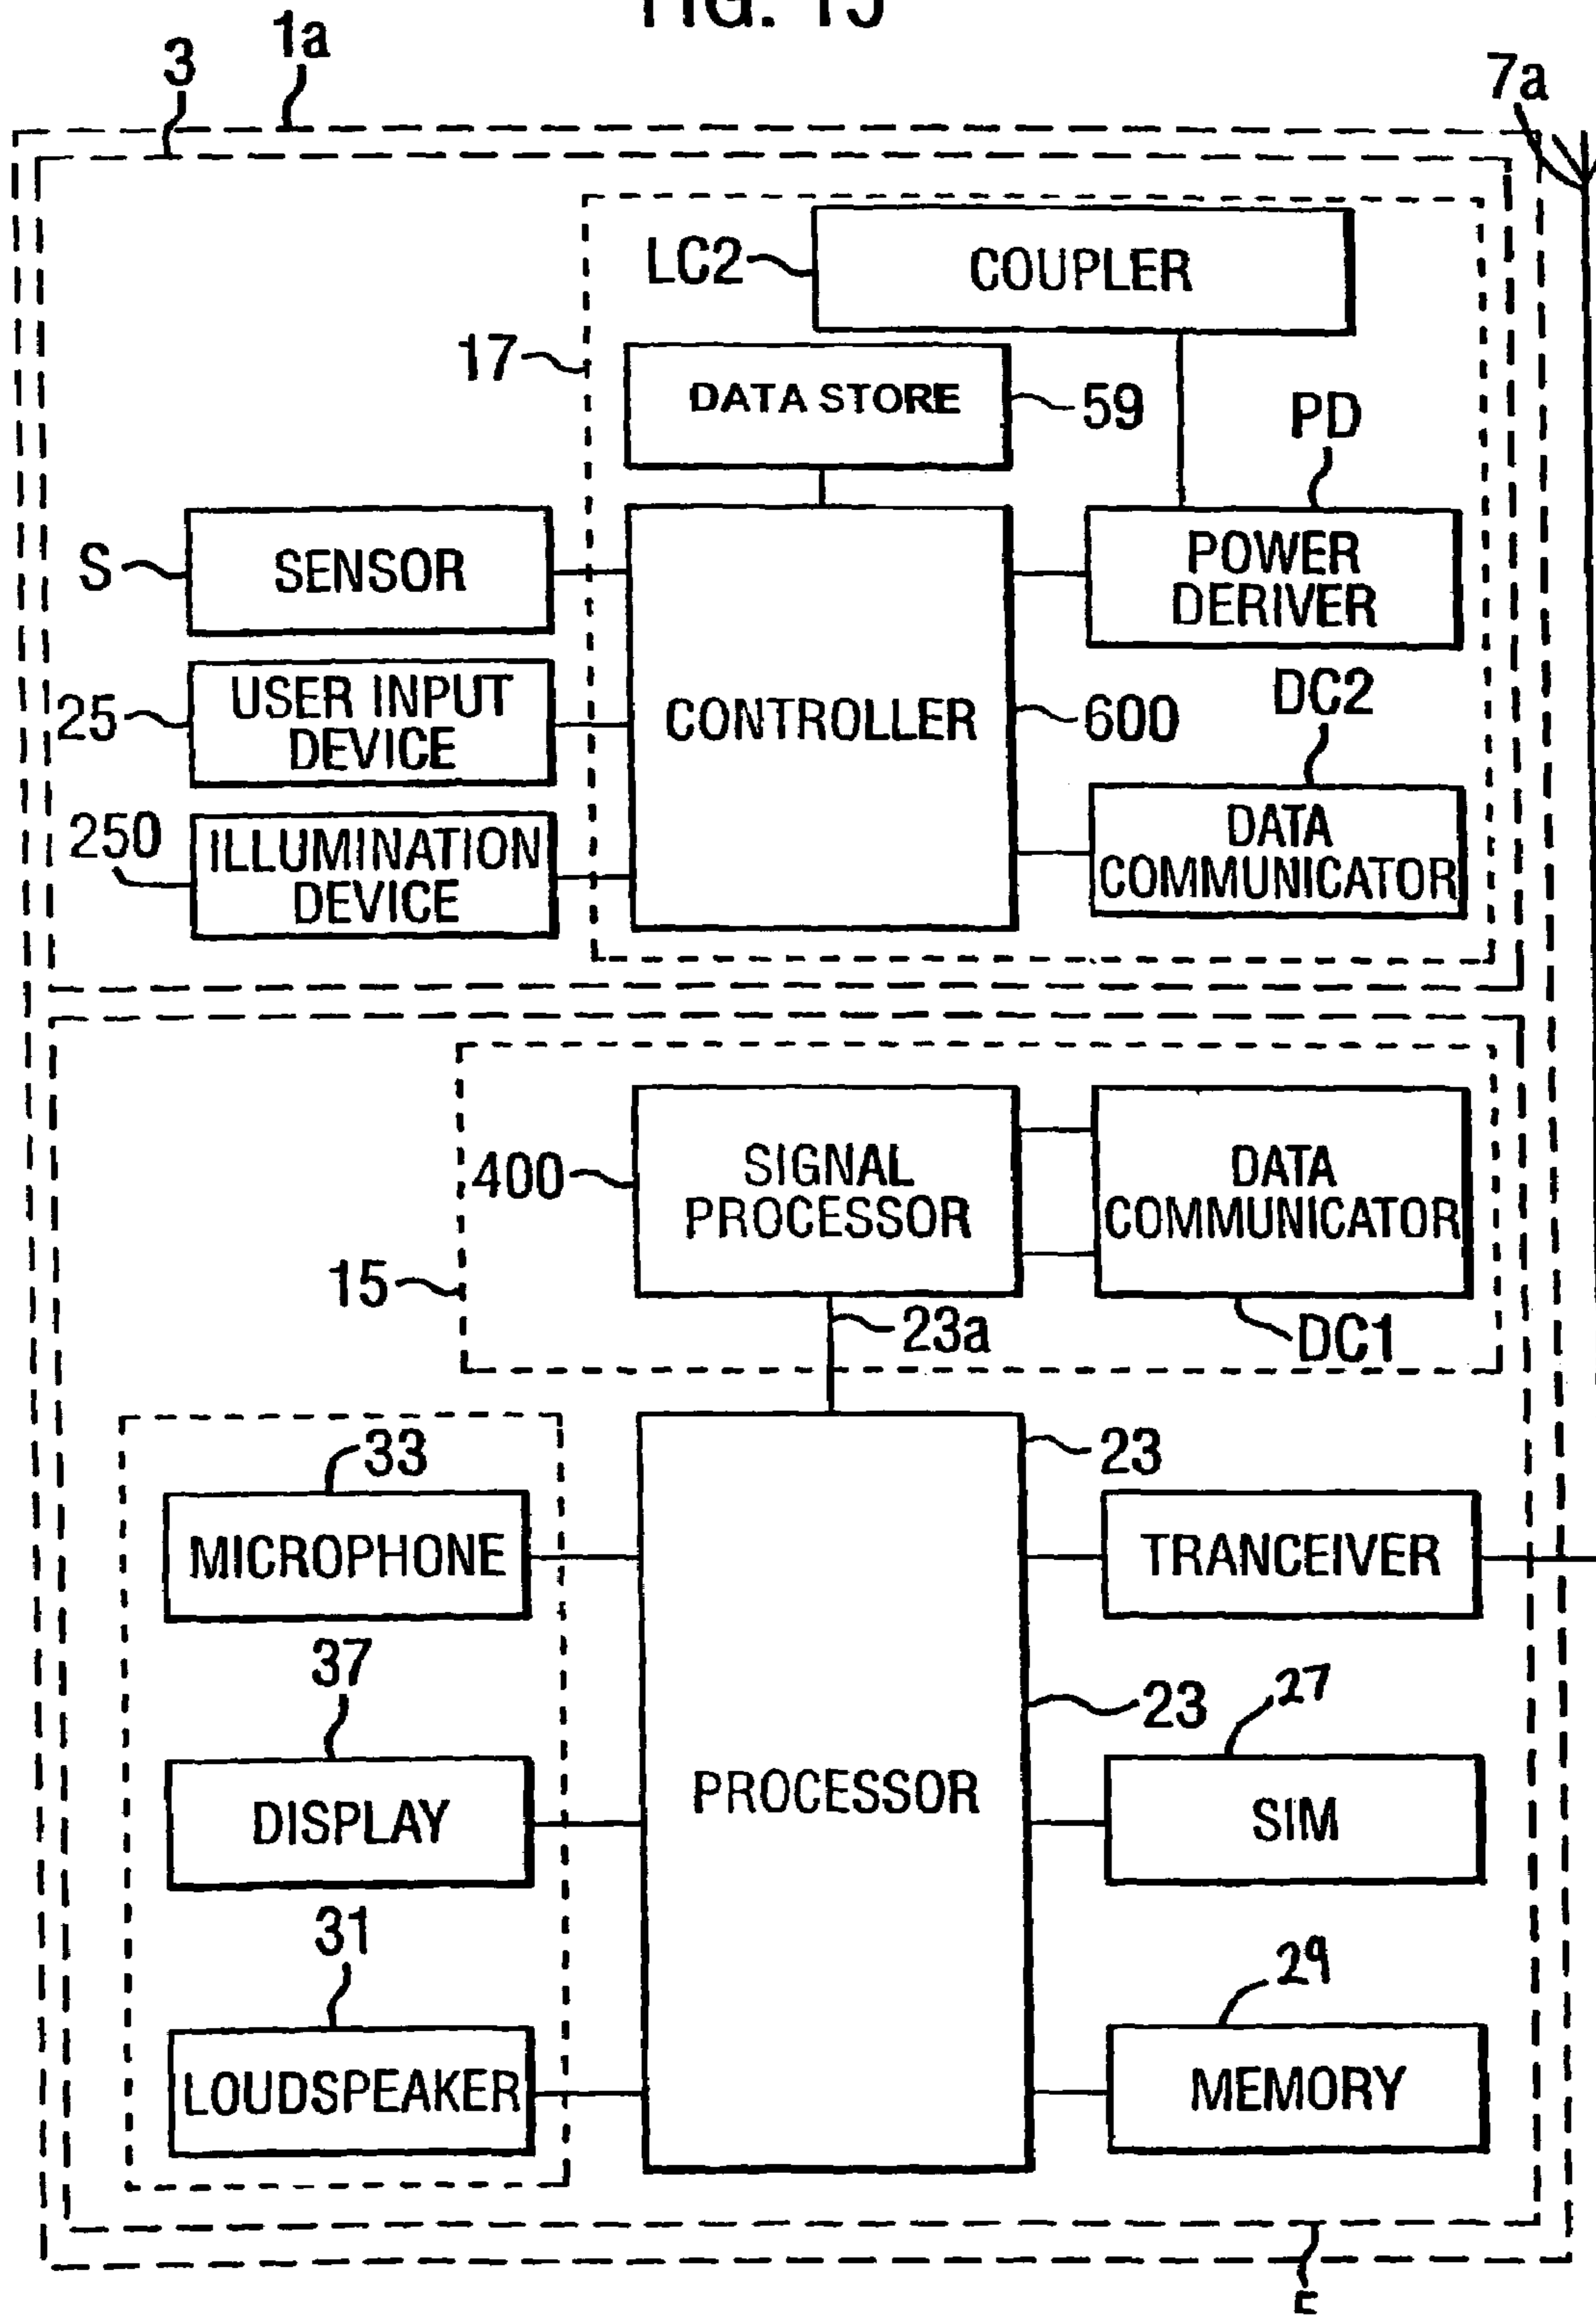 FIG. 15
3
1a
7a
LC2
COUPLER
17
DATA STORE
59
PD
S
SENSOR
POWER
DERIVER
25
USER INPUT
DEVICE
CONTROLLER
600
DC2
250
ILLUMINATION
DEVICE
DATA
COMMUNICATOR
400
SIGNAL
PROCESSOR
DATA
COMMUNICATOR
15
23a
DC1
33
23
MICROPHONE
TRANCEIVER
37
23
27
DISPLAY
PROCESSOR
SIM
31
29
LOUDSPEAKER
MEMORY